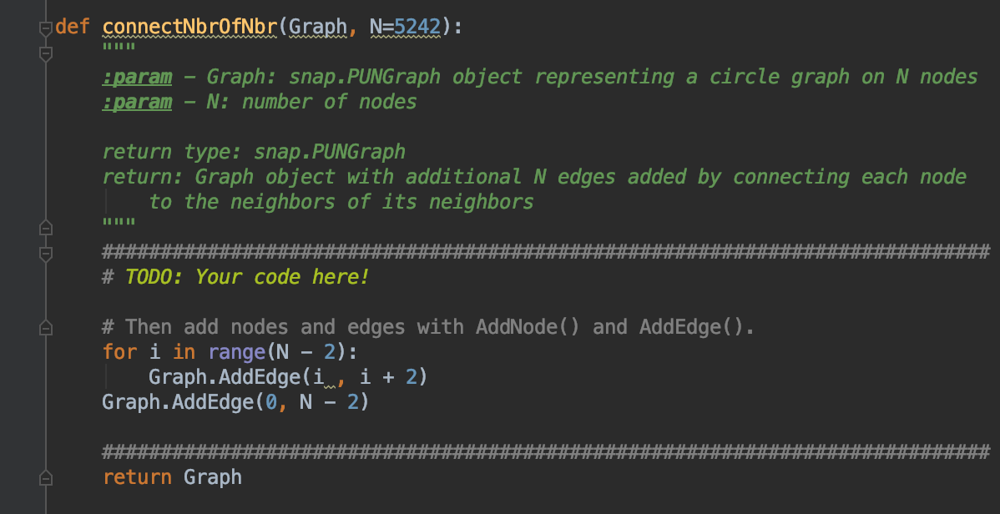 def connectNbrOfNbr(Graph, N=5242):
"""
:param - Graph: snap.PUNGraph object representing a circle graph on N nodes
:param - N: number of nodes
return type: snap.PUNGraph
return: Graph object with additional N edges added by connecting each node
to the neighbors of its neighbors
"""
############################################################################
# TODO: Your code here!
# Then add nodes and edges with AddNode() and AddEdge().
for i in range(N - 2):
Graph.AddEdge(i , i + 2)
Graph.AddEdge(0, N - 2)
############################################################################
return Graph